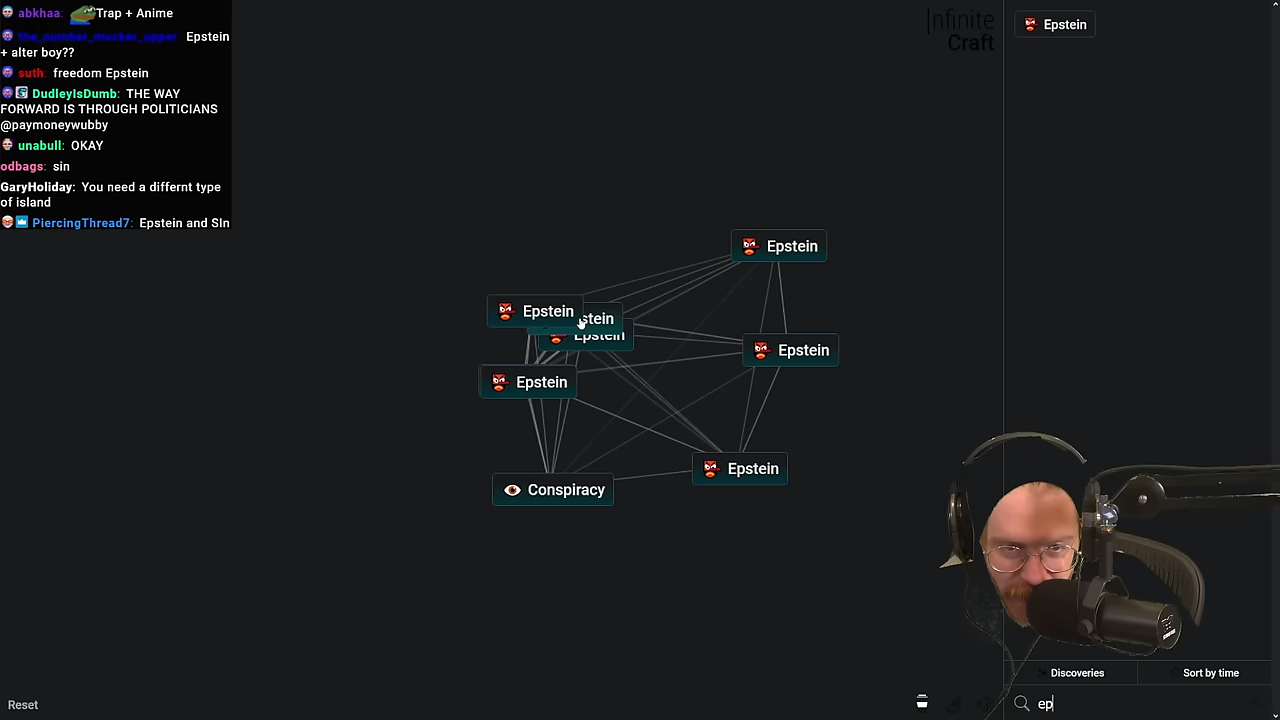 abkhaa: Trap + Anime
the_number_mucker_upper: Epstein
+ alter boy??
suth: freedom Epstein
DudleyIsDumb: THE WAY
FORWARD IS THROUGH POLITICIANS
@paymoneywubby
unabull: OKAY
odbags: sin
GaryHoliday: You need a differnt type
of island
PiercingThread7: Epstein and SIn
Infinite
Craft
Epstein
Epstein
Epstein
stein
Epstein
Epstein
Epstein
Conspiracy
Epstein
Discoveries
Sort by time
Reset
ep